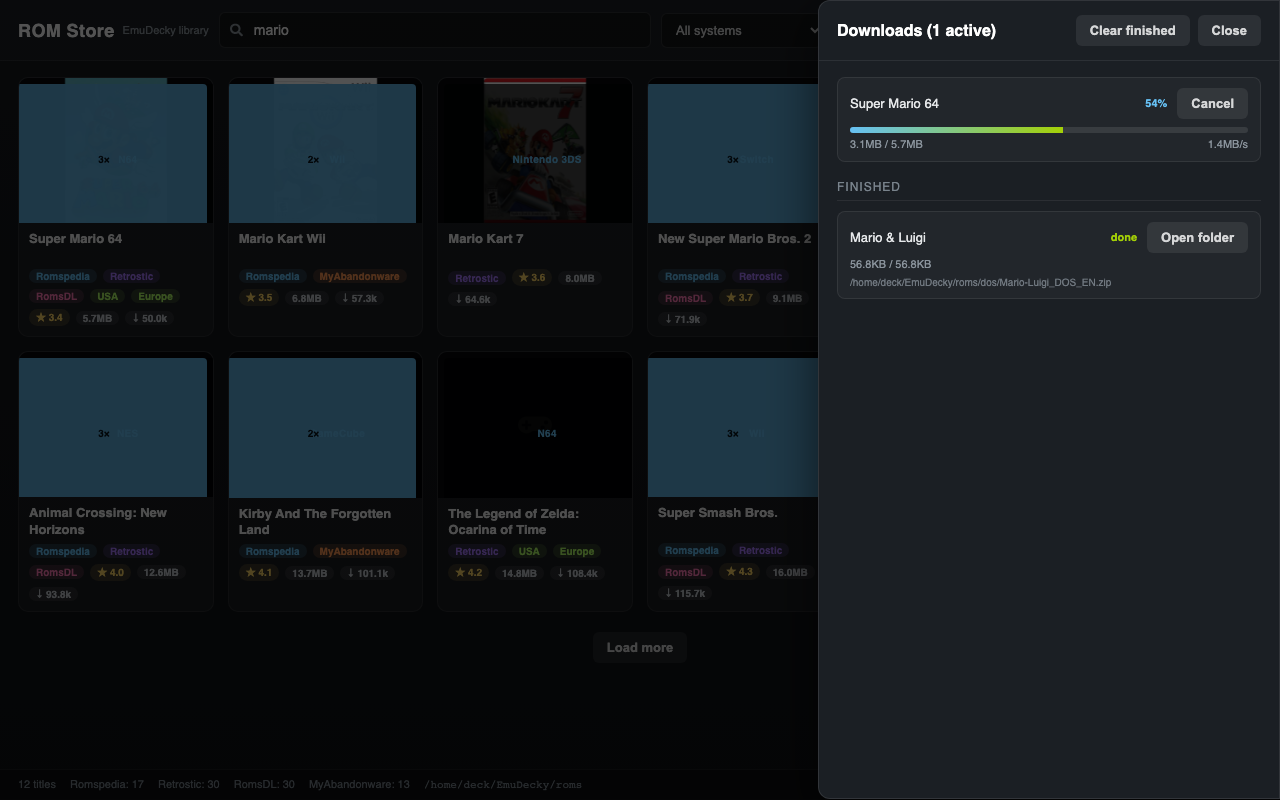 ROM Store EmuDecky library mario All systems
3x
2x
MARIOKART 7
Nintendo 3DS
3x
Super Mario 64
Mario Kart Wii
Mario Kart 7
New Super Mario Bros. 2
Romspedia Retrostic
RomsDL USA Europe
★ 3.4 5.7MB ↓ 50.0k
Romspedia MyAbandonware
★ 3.5 6.8MB ↓ 57.3k
Retrostic ★ 3.6 8.0MB
↓ 64.6k
Romspedia Retrostic
RomsDL ★ 3.7 9.1MB
↓ 71.9k
3x
2x
N64
3x
Animal Crossing: New
Horizons
Romspedia Retrostic
RomsDL ★ 4.0 12.6MB
↓ 93.8k
Kirby And The Forgotten
Land
Romspedia MyAbandonware
★ 4.1 13.7MB ↓ 101.1k
The Legend of Zelda:
Ocarina of Time
Retrostic USA Europe
★ 4.2 14.8MB ↓ 108.4k
Super Smash Bros.
Romspedia Retrostic
RomsDL ★ 4.3 16.0MB
↓ 115.7k
Load more
12 titles Romspedia: 17 Retrostic: 30 RomsDL: 30 MyAbandonware: 13 /home/deck/EmuDecky/roms
Downloads (1 active) Clear finished Close
Super Mario 64 54% Cancel
3.1MB / 5.7MB 1.4MB/s
FINISHED
Mario & Luigi done Open folder
56.8KB / 56.8KB
/home/deck/EmuDecky/roms/dos/Mario-Luigi_DOS_EN.zip